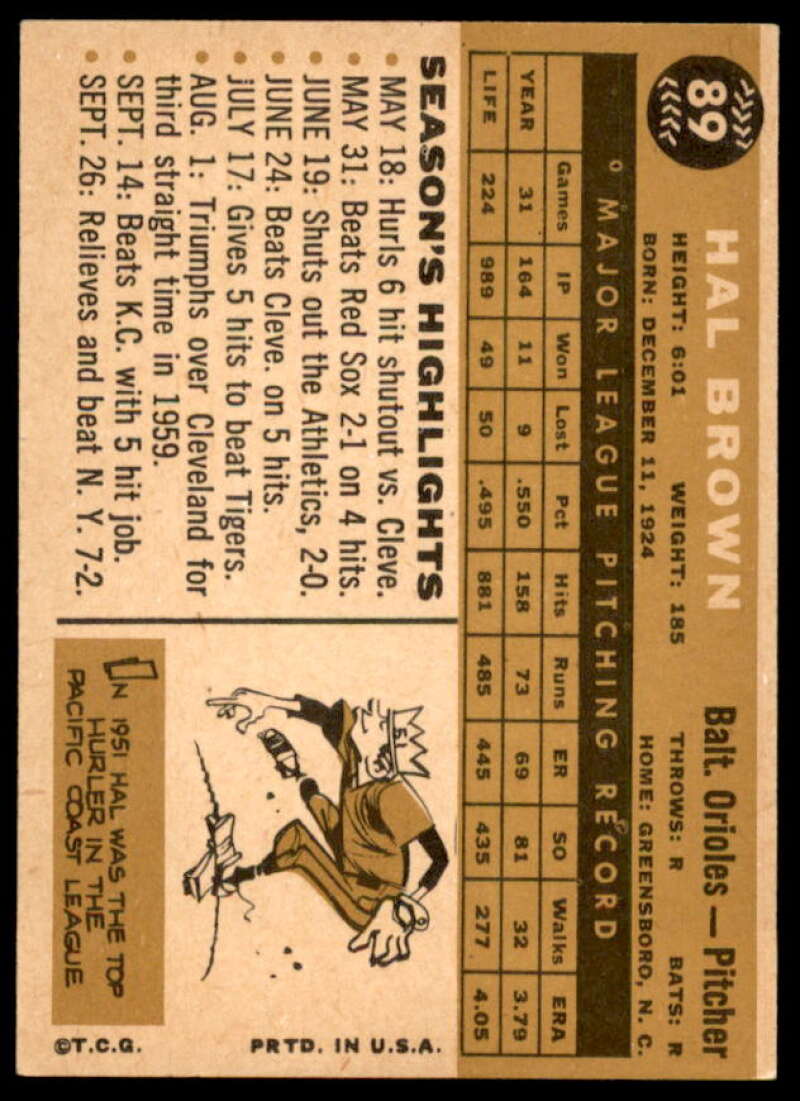 89
HAL BROWN Balt. Orioles — Pitcher
HEIGHT: 6:01 WEIGHT: 185 THROWS: R BATS: R
BORN: DECEMBER 11, 1924 HOME: GREENSBORO, N. C.
MAJOR LEAGUE PITCHING RECORD
Games IP Won Lost Pct Hits Runs ER SO Walks ERA
YEAR 31 164 11 9 .550 158 73 69 81 32 3.79
LIFE 224 989 49 50 .495 881 485 445 435 277 4.05
SEASON'S HIGHLIGHTS
MAY 18: Hurls 6 hit shutout vs. Cleve.
MAY 31: Beats Red Sox 2-1 on 4 hits.
JUNE 19: Shuts out the Athletics, 2-0.
JUNE 24: Beats Cleve. on 5 hits.
JULY 17: Gives 5 hits to beat Tigers.
AUG. 1: Triumphs over Cleveland for
third straight time in 1959.
SEPT. 14: Beats K.C. with 5 hit job.
SEPT. 26: Relieves and beat N. Y. 7-2.
51
IN 1951 HAL WAS THE TOP
HURLER IN THE
PACIFIC COAST LEAGUE
©T.C.G. PRTD. IN U.S.A.